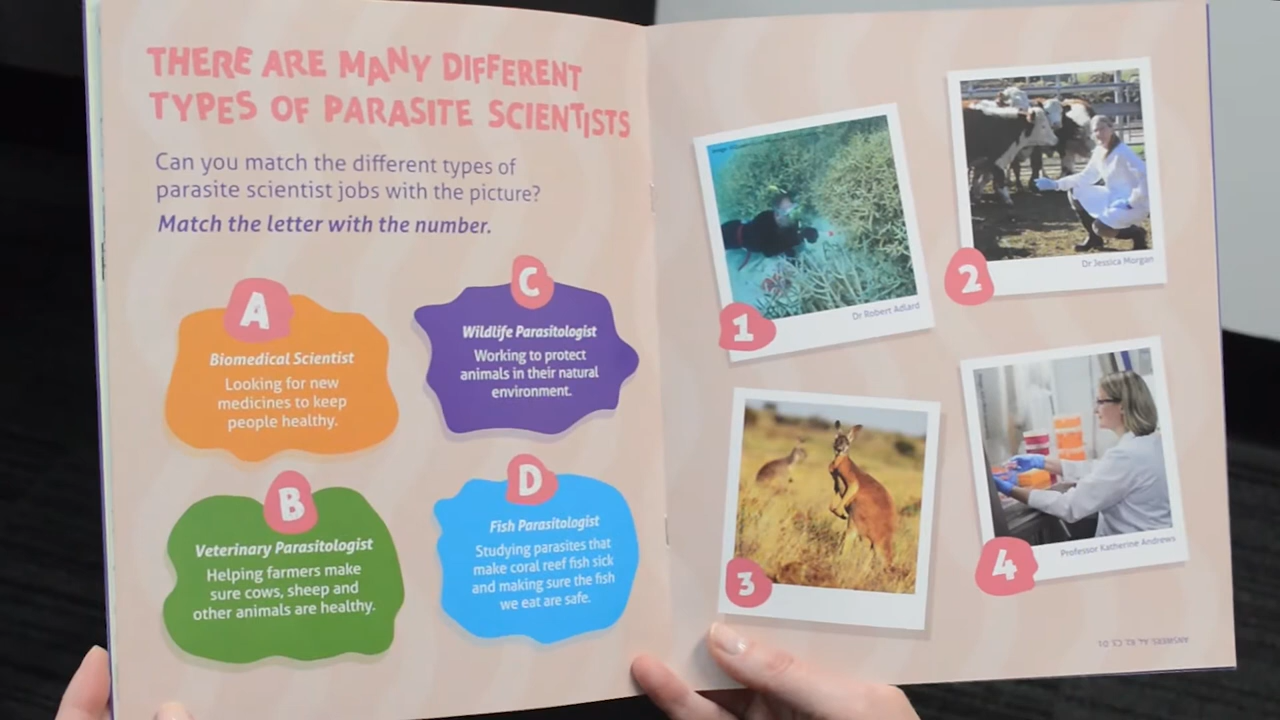 THERE ARE MANY DIFFERENT
TYPES OF PARASITE SCIENTISTS
Can you match the different types of
parasite scientist jobs with the picture?
Match the letter with the number.
A
Biomedical Scientist
Looking for new
medicines to keep
people healthy.
B
Veterinary Parasitologist
Helping farmers make
sure cows, sheep and
other animals are healthy.
C
Wildlife Parasitologist
Working to protect
animals in their natural
environment.
D
Fish Parasitologist
Studying parasites that
make coral reef fish sick
and making sure the fish
we eat are safe.
1
Dr Robert Adlard
2
Dr Jessica Morgan
3
4
Professor Katherine Andrews